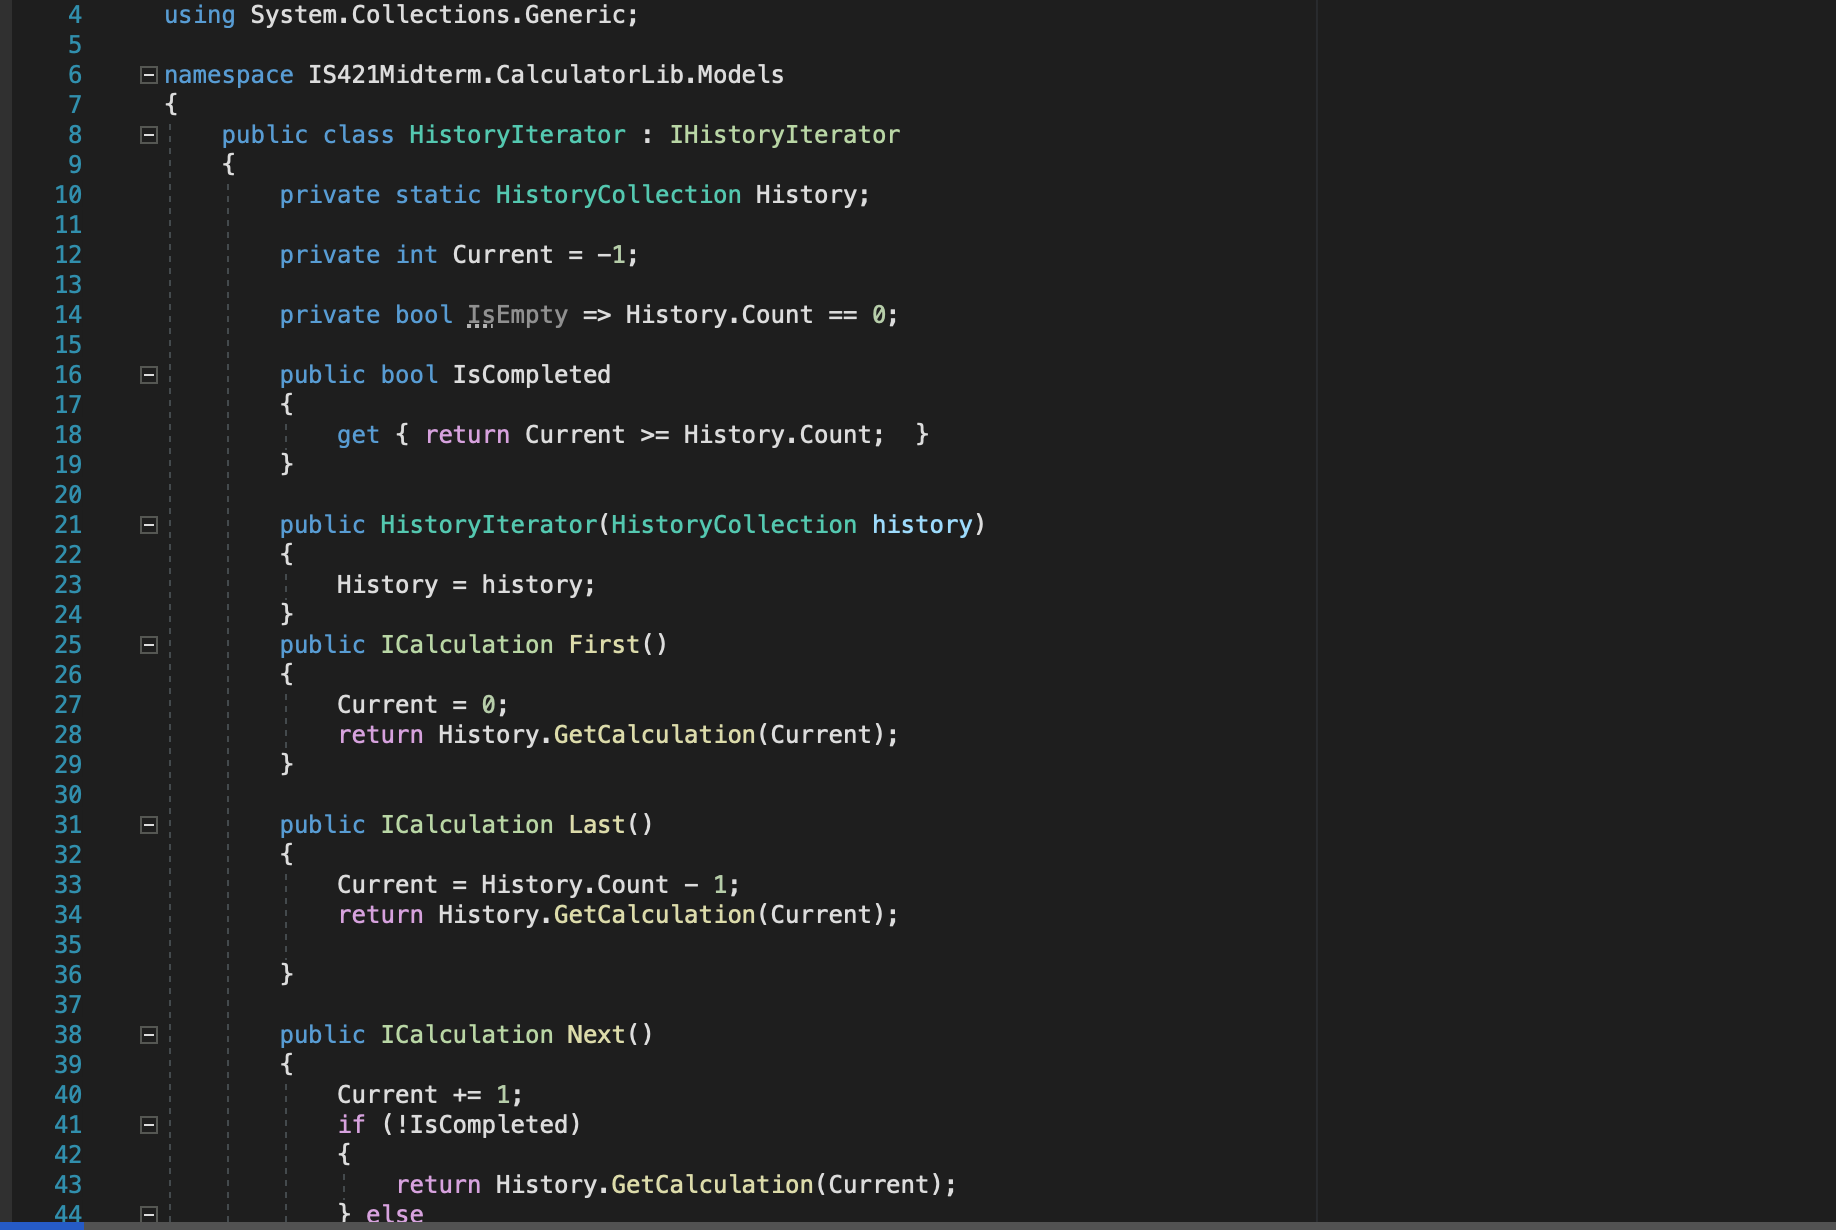 4 using System.Collections.Generic;
5
6 namespace IS421Midterm.CalculatorLib.Models
7 {
8 public class HistoryIterator : IHistoryIterator
9 {
10 private static HistoryCollection History;
11
12 private int Current = -1;
13
14 private bool IsEmpty => History.Count == 0;
15
16 public bool IsCompleted
17 {
18 get { return Current >= History.Count;  }
19 }
20
21 public HistoryIterator(HistoryCollection history)
22 {
23 History = history;
24 }
25 public ICalculation First()
26 {
27 Current = 0;
28 return History.GetCalculation(Current);
29 }
30
31 public ICalculation Last()
32 {
33 Current = History.Count - 1;
34 return History.GetCalculation(Current);
35
36 }
37
38 public ICalculation Next()
39 {
40 Current += 1;
41 if (!IsCompleted)
42 {
43 return History.GetCalculation(Current);
44 } else